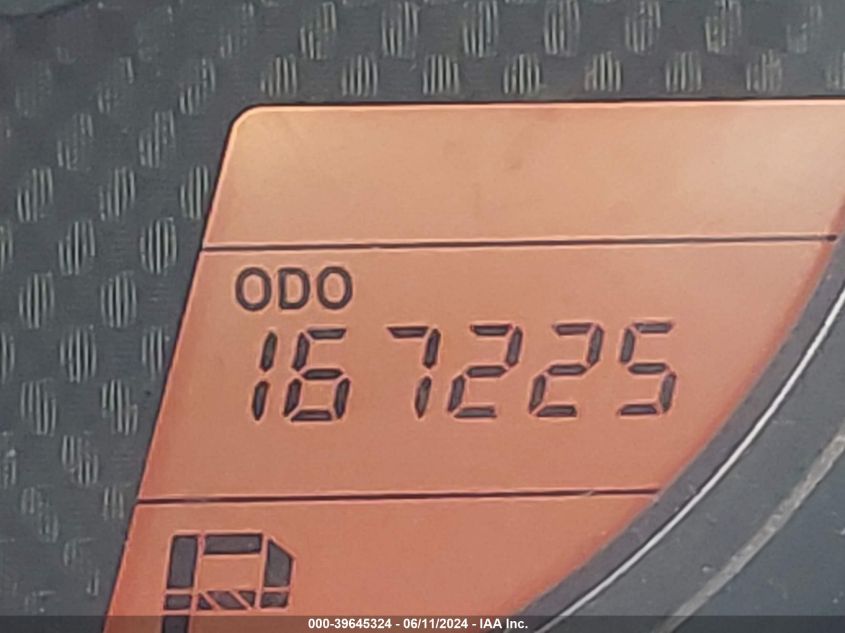 ODO
167225
P
000-39645324 - 06/11/2024 - IAA Inc.